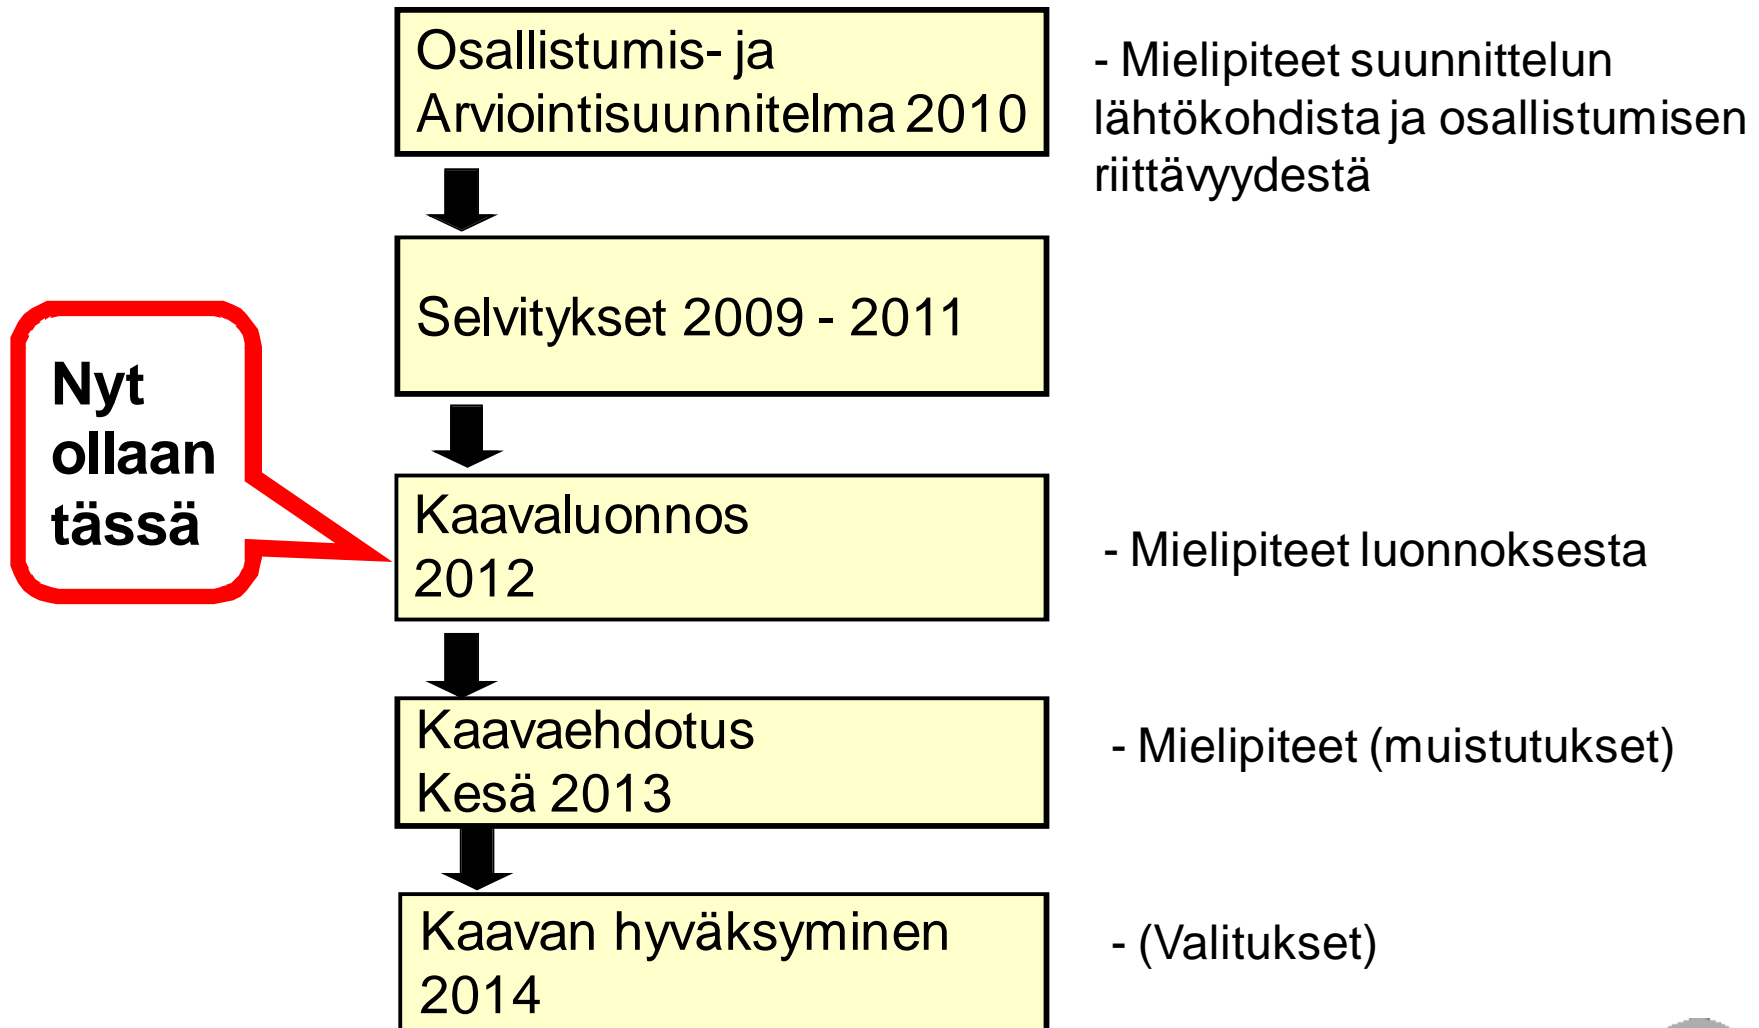 Osallistumis- ja
Arviointisuunnitelma 2010
- Mielipiteet suunnittelun
lähtökohdista ja osallistumisen
riittävyydestä
Selvitykset 2009 - 2011
Nyt
ollaan
tässä
Kaavaluonnos
2012
- Mielipiteet luonnoksesta
Kaavaehdotus
Kesä 2013
- Mielipiteet (muistutukset)
Kaavan hyväksyminen
2014
- (Valitukset)